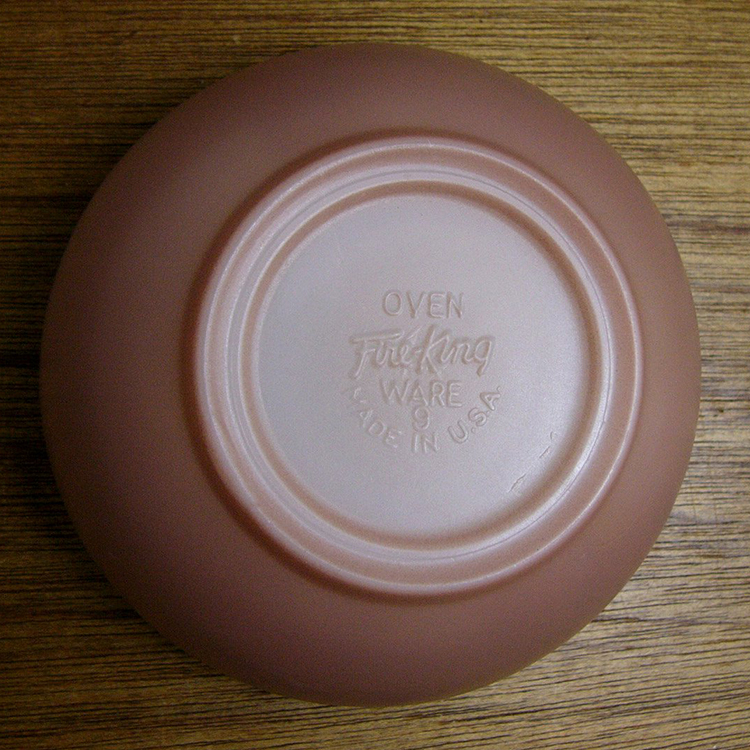 OVEN
Fire-King
WARE
9
MADE IN U.S.A.